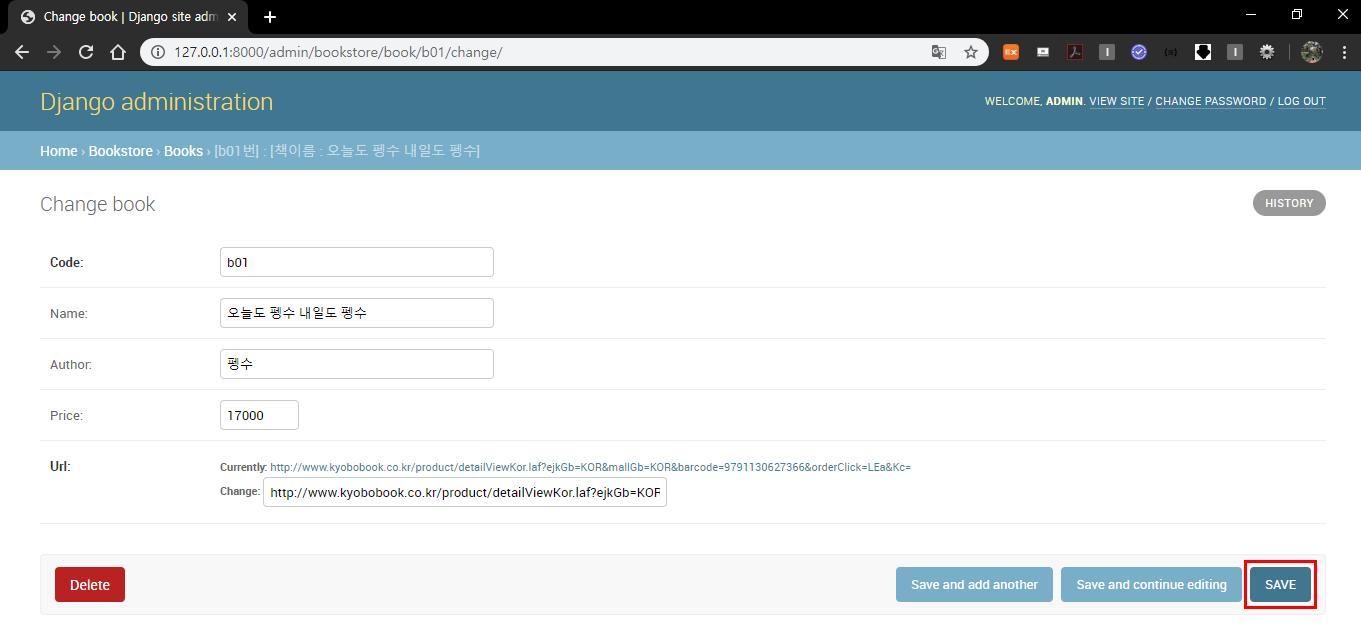 Change book | Django site adm
127.0.0.1:8000/admin/bookstore/book/b01/change/
Django administration
WELCOME, ADMIN. VIEW SITE / CHANGE PASSWORD / LOG OUT
Home › Bookstore › Books › [b01번] : [책이름 : 오늘도 펭수 내일도 펭수]
Change book
HISTORY
Code:
b01
Name:
오늘도 펭수 내일도 펭수
Author:
펭수
Price:
17000
Url:
Currently: http://www.kyobobook.co.kr/product/detailViewKor.laf?ejkGb=KOR&mallGb=KOR&barcode=9791130627366&orderClick=LEa&Kc=
Change: http://www.kyobobook.co.kr/product/detailViewKor.laf?ejkGb=KOR
Delete
Save and add another
Save and continue editing
SAVE